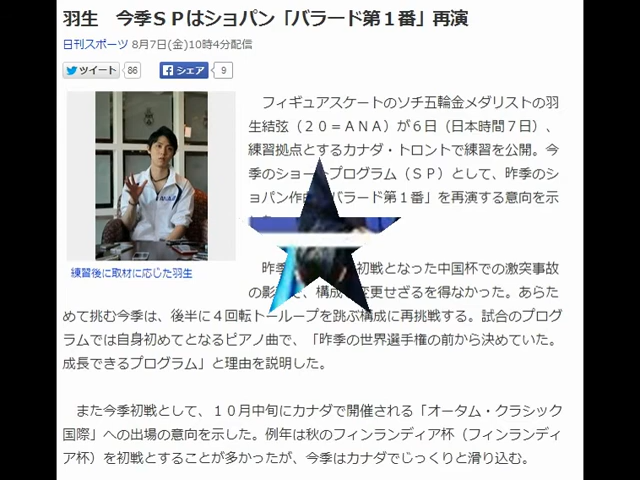 羽生　今季ＳＰはショパン「バラード第１番」再演
日刊スポーツ 8月7日(金)10時4分配信
ツイート 86 シェア 9
フィギュアスケートのソチ五輪金メダリストの羽
生結弦（２０＝ＡＮＡ）が６日（日本時間７日）、
練習拠点とするカナダ・トロントで練習を公開。今
季のショートプログラム（ＳＰ）として、昨季のシ
ョパン作曲「バラード第１番」を再演する意向を示
練習後に取材に応じた羽生
昨季 初戦となった中国杯での激突事故
の影 、構成 変更せざるを得なかった。あらた
めて挑む今季は、後半に４回転トーループを跳ぶ構成に再挑戦する。試合のプログ
ラムでは自身初めてとなるピアノ曲で、「昨季の世界選手権の前から決めていた。
成長できるプログラム」と理由を説明した。
また今季初戦として、１０月中旬にカナダで開催される「オータム・クラシック
国際」への出場の意向を示した。例年は秋のフィンランディア杯（フィンランディ
ア杯）を初戦とすることが多かったが、今季はカナダでじっくりと滑り込む。